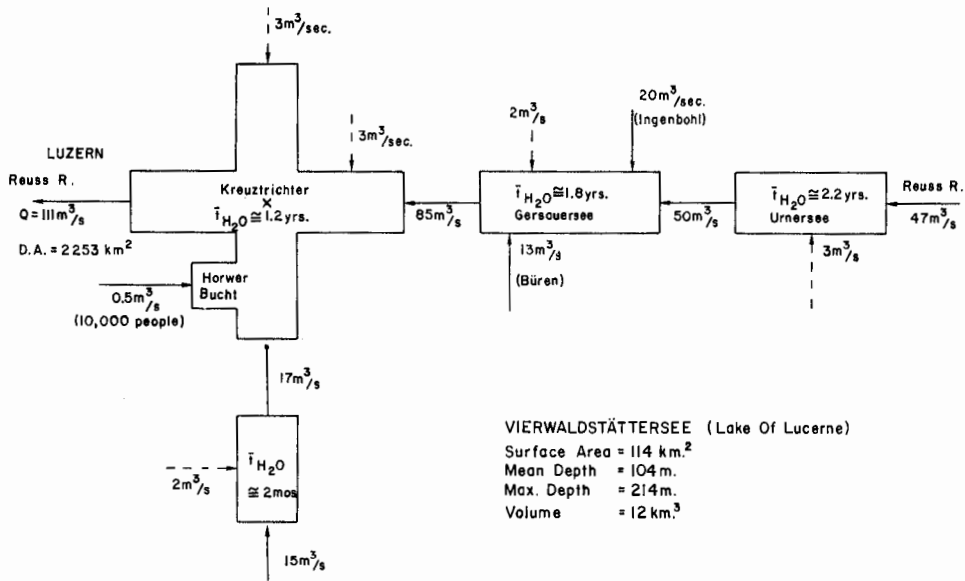 3m³/sec.
3m³/sec.
2m³/s
20m³/sec.
(Ingenbohl)
LUZERN
Reuss R.
Q = 111m³/s
D.A. = 2253 km²
Kreuztrichter
×
t̄H₂O ≅ 1.2 yrs.
85m³/s
t̄H₂O ≅ 1.8 yrs.
Gersauersee
50m³/s
t̄H₂O ≅ 2.2 yrs.
Urnersee
Reuss R.
47m³/s
13m³/s
(Büren)
3m³/s
Horwer
Bucht
0.5m³/s
(10,000 people)
17m³/s
t̄H₂O
≅ 2mos
2m³/s
15m³/s
VIERWALDSTÄTTERSEE (Lake Of Lucerne)
Surface Area = 114 km.²
Mean Depth = 104 m.
Max. Depth = 214 m.
Volume = 12 km.³